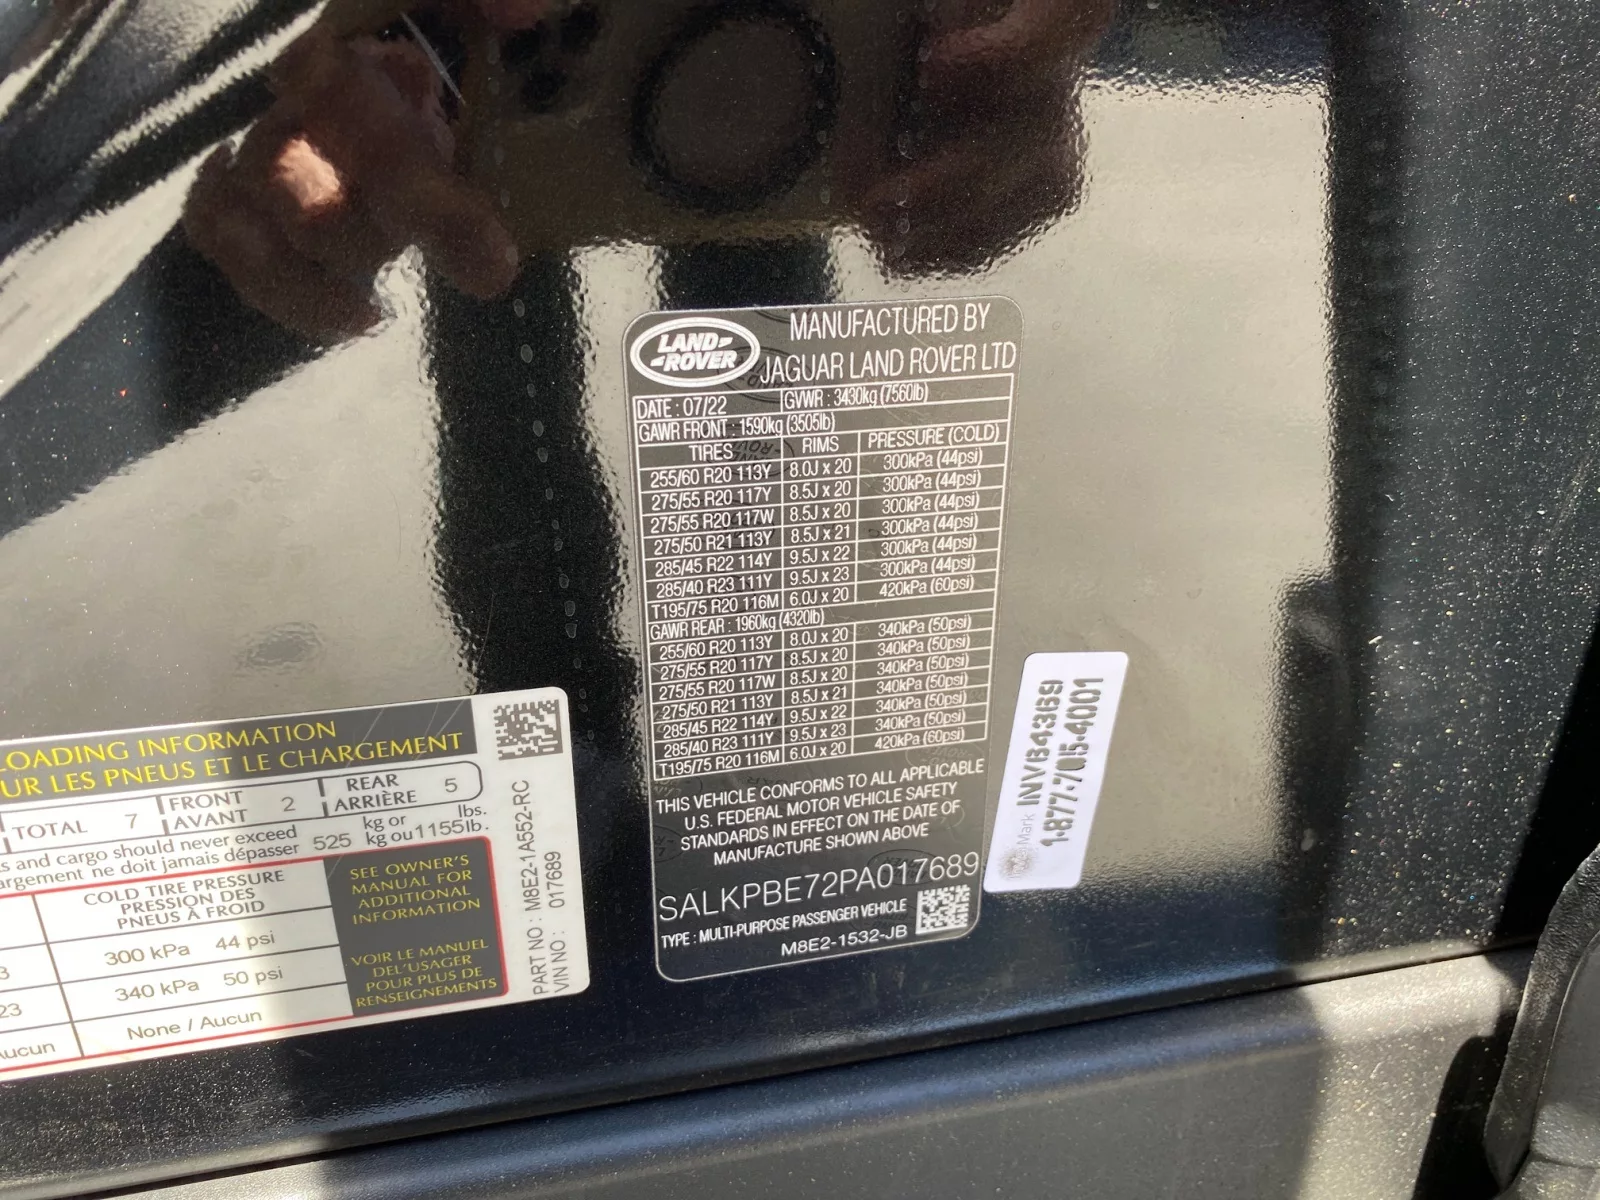 LAND-
-ROVER
MANUFACTURED BY
JAGUAR LAND ROVER LTD
DATE : 07/22 GVWR : 3430kg (7560lb)
GAWR FRONT : 1590kg (3505lb)
TIRES RIMS PRESSURE (COLD)
255/60 R20 113Y 8.0J x 20 300kPa (44psi)
275/55 R20 117Y 8.5J x 20 300kPa (44psi)
275/55 R20 117W 8.5J x 20 300kPa (44psi)
275/50 R21 113Y 8.5J x 21 300kPa (44psi)
285/45 R22 114Y 9.5J x 22 300kPa (44psi)
285/40 R23 111Y 9.5J x 23 300kPa (44psi)
T195/75 R20 116M 6.0J x 20 420kPa (60psi)
GAWR REAR : 1960kg (4320lb)
255/60 R20 113Y 8.0J x 20 340kPa (50psi)
275/55 R20 117Y 8.5J x 20 340kPa (50psi)
275/55 R20 117W 8.5J x 20 340kPa (50psi)
275/50 R21 113Y 8.5J x 21 340kPa (50psi)
285/45 R22 114Y 9.5J x 22 340kPa (50psi)
285/40 R23 111Y 9.5J x 23 340kPa (50psi)
T195/75 R20 116M 6.0J x 20 420kPa (60psi)
THIS VEHICLE CONFORMS TO ALL APPLICABLE
U.S. FEDERAL MOTOR VEHICLE SAFETY
STANDARDS IN EFFECT ON THE DATE OF
MANUFACTURE SHOWN ABOVE
SALKPBE72PA017689
TYPE : MULTI-PURPOSE PASSENGER VEHICLE
M8E2-1532-JB
Mark INVB43169
1-877-705-4001
LOADING INFORMATION
UR LES PNEUS ET LE CHARGEMENT
TOTAL 7 FRONT AVANT 2 REAR ARRIÈRE 5
ts and cargo should never exceed 525 kg or 1155 lbs.
argement ne doit jamais dépasser kg ou lb.
COLD TIRE PRESSURE
PRESSION DES
PNEUS À FROID
3 300 kPa 44 psi
23 340 kPa 50 psi
Aucun None / Aucun
SEE OWNER'S
MANUAL FOR
ADDITIONAL
INFORMATION
VOIR LE MANUEL
DEL'USAGER
POUR PLUS DE
RENSEIGNEMENTS
PART NO : M8E2-1A552-RC
VIN NO : 017689